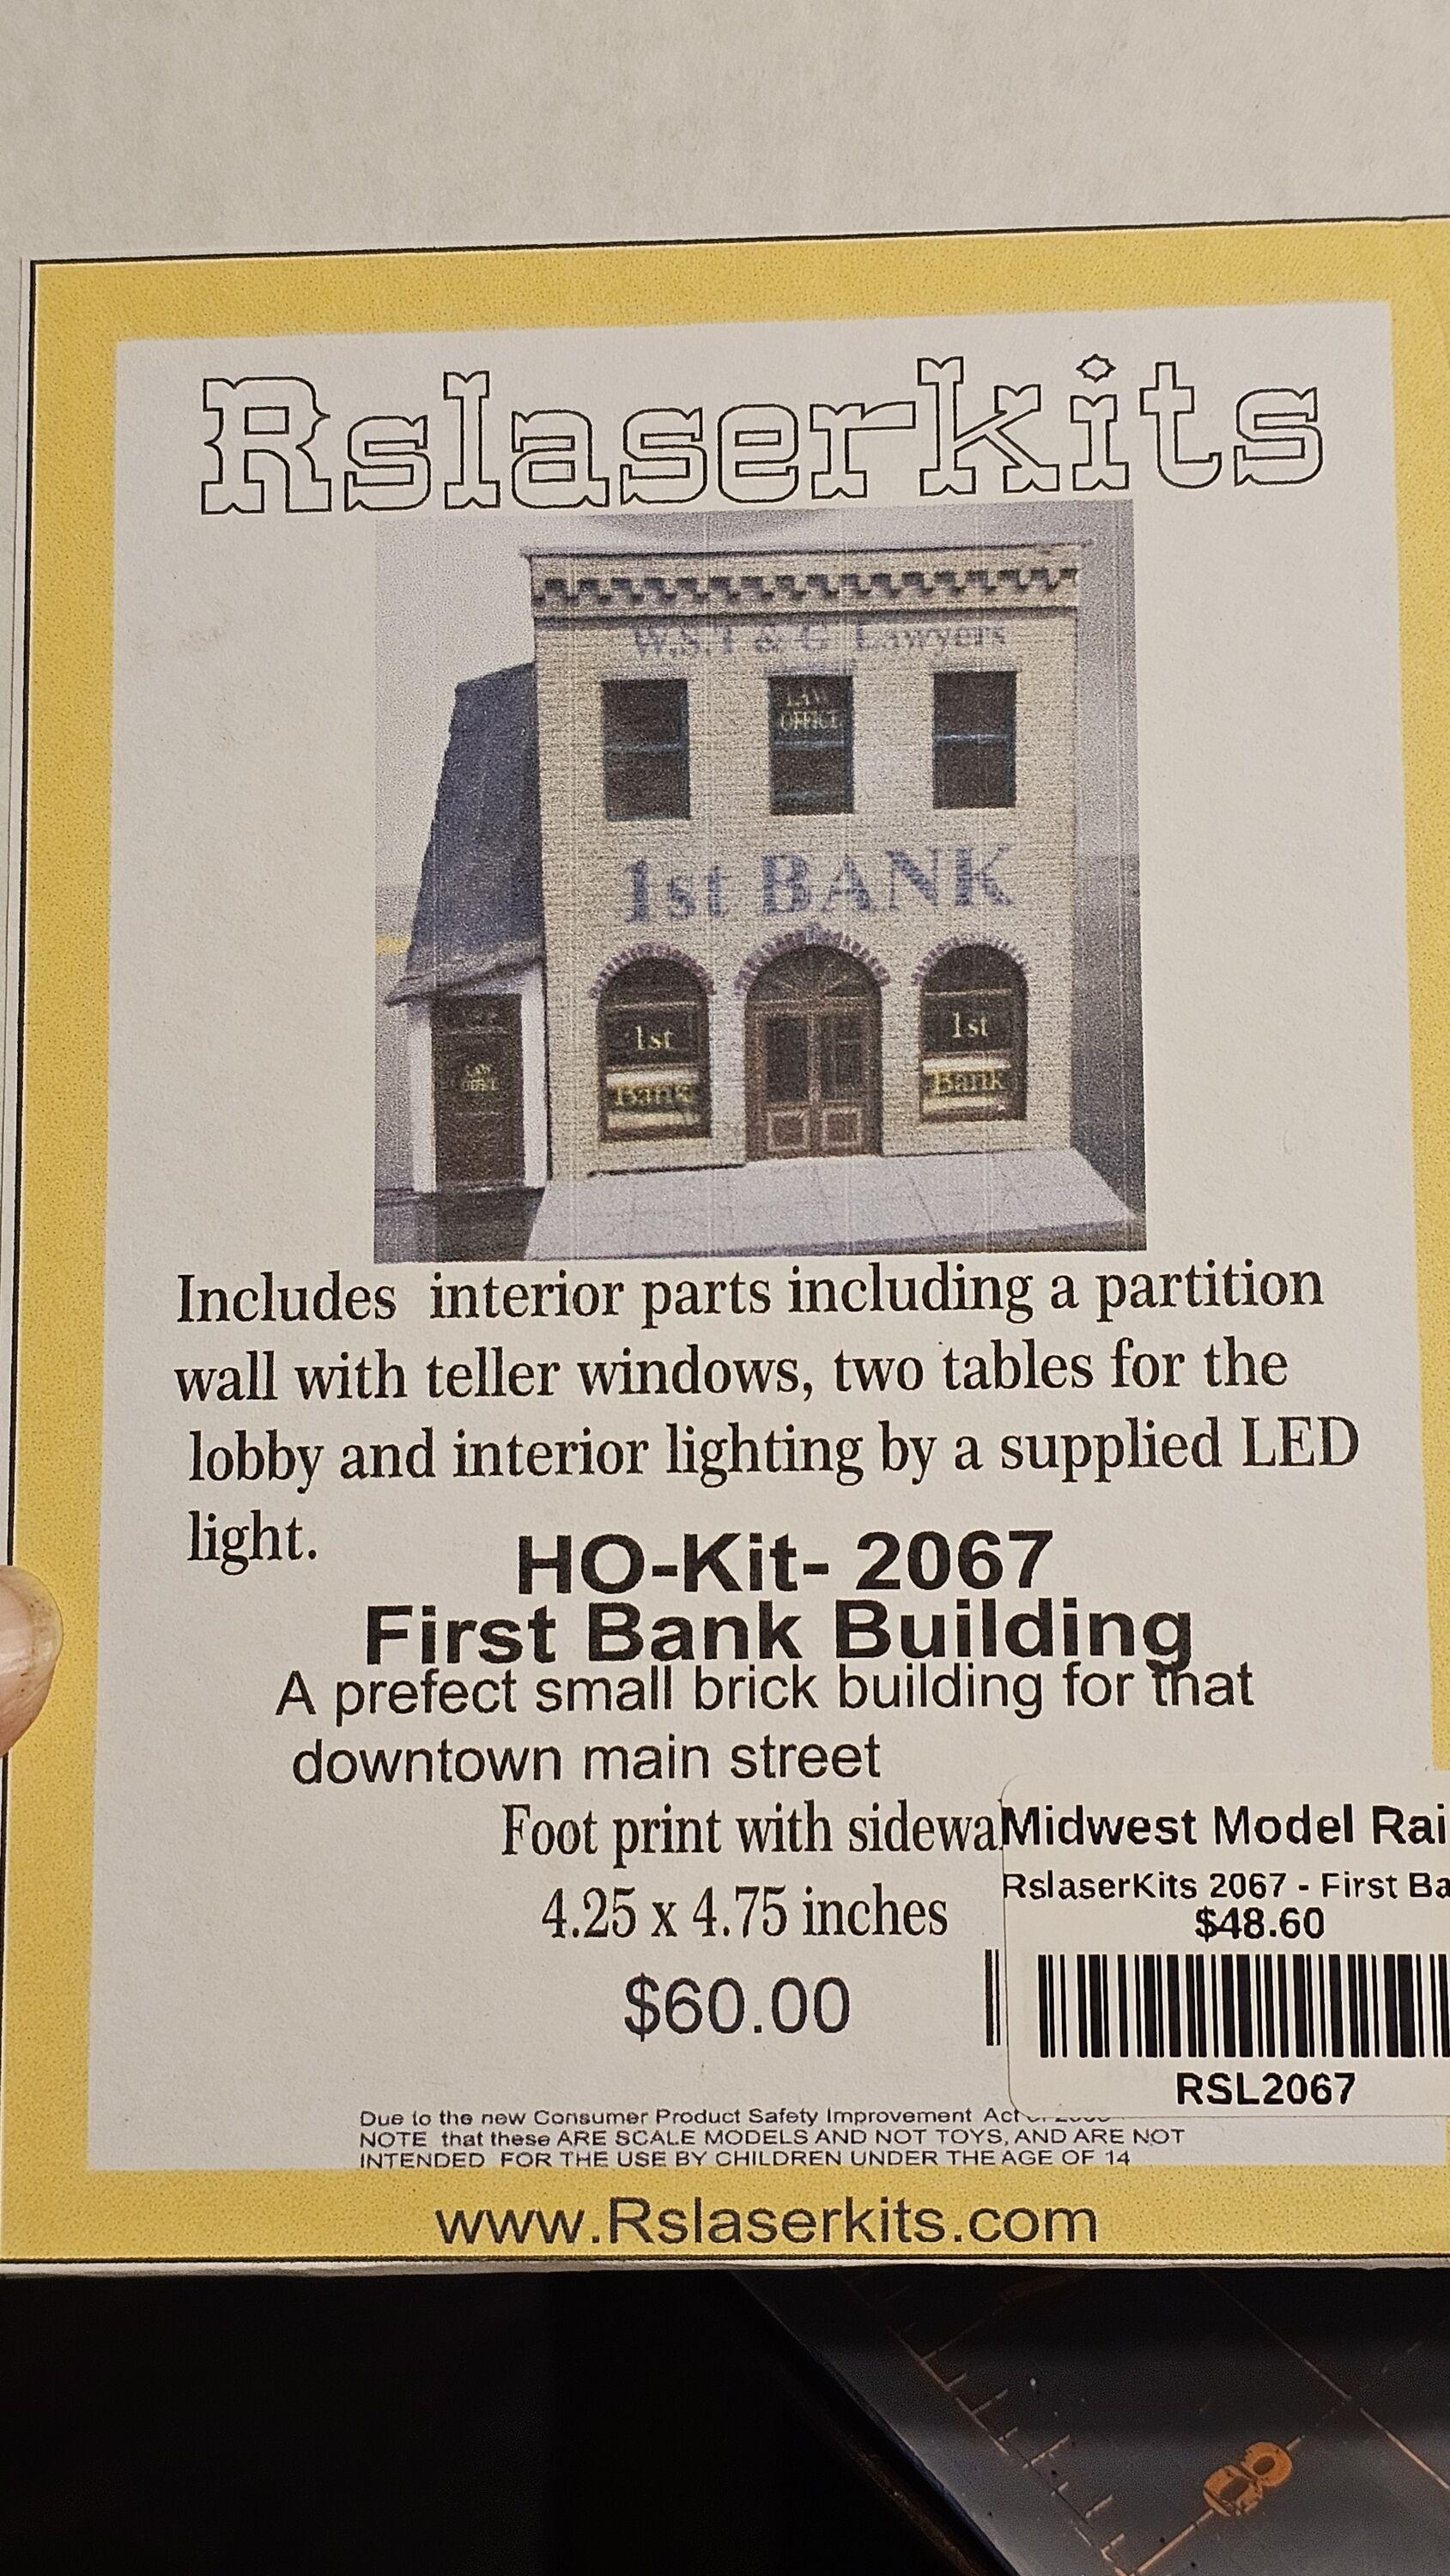 Rslaserkits
W.S.T & G Lawyers
LAW
OFFICE
1st BANK
1st
Bank
1st
Bank
LAW
OFFICE
Includes interior parts including a partition
wall with teller windows, two tables for the
lobby and interior lighting by a supplied LED
light.
HO-Kit- 2067
First Bank Building
A prefect small brick building for that
downtown main street
Foot print with sidewa
4.25 x 4.75 inches
$60.00
Midwest Model Rai
RslaserKits 2067 - First Ba
$48.60
RSL2067
Due to the new Consumer Product Safety Improvement Act
NOTE that these ARE SCALE MODELS AND NOT TOYS, AND ARE NOT
INTENDED FOR THE USE BY CHILDREN UNDER THE AGE OF 14
www.Rslaserkits.com